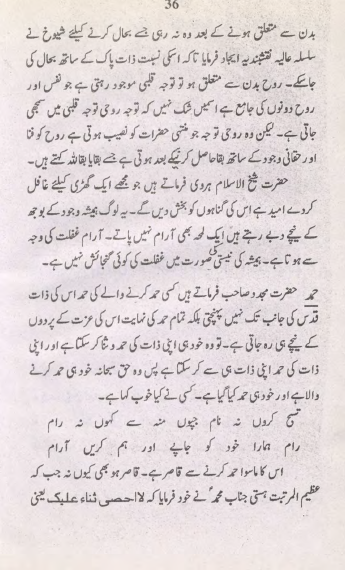 36
بدن سے متعلق ہونے کے بعد وہ نہ رہی جسے بحال کرنے کیلئے شیوخ نے
سلسلہ عالیہ نقشبندیہ ایجاد فرمایا تاکہ اسکی نسبت ذات پاک کے ساتھ بحال کی
جاسکے۔ روح بدن سے متعلق ہو تو توجہ قلبی موجود رہتی ہے جو نفس اور
روح دونوں کی جامع ہے اسمیں شک نہیں کہ توجہ روحی توجہ قلبی میں سمجھی
جاتی ہے۔ لیکن وہ روحی توجہ جو منتہی حضرات کو نصیب ہوتی ہے روح کو فنا
اور حقانی وجود کے ساتھ بقا حاصل کرنیکے بعد ہوتی ہے جسے بقا باللہ کہتے ہیں۔
حضرت شیخ الاسلام ہروی فرماتے ہیں جو مجھے ایک گھڑی کیلئے غافل
کردے امید ہے اس کی گناہوں کو بخش دیں گے۔ یہ لوگ ہمیشہ وجود کے بوجھ
کے نیچے دبے رہتے ہیں ایک لمحہ بھی آرام نہیں پاتے۔ آرام غفلت کی وجہ
سے ہوتا ہے۔ ہمیشہ کی نیستی کی صورت میں غفلت کی کوئی گنجائش نہیں ہے۔
حمد حضرت مجدد صاحب فرماتے ہیں کسی حمد کرنے والے کی حمد اس کی ذات
قدس کی جانب تک نہیں پہنچتی بلکہ تمام حمد کی نہایت اس کی عزت کے پردوں
کے نیچے ہی رہ جاتی ہے۔ تو وہ خود ہی اپنی ذات کی حمد و ثنا کر سکتا ہے اور اپنی
ذات کی حمد اپنی ذات ہی سے کر سکتا ہے پس وہ حق سبحانہ خود ہی حمد کرنے
والا ہے اور خود ہی حمد کیا گیا ہے۔ کسی نے کیا خوب کہا ہے۔
تسبیح کروں نہ نام جپوں منہ سے کہوں نہ رام
رام ہمارا خود کو جاپے اور ہم کریں آرام
اس کا ماسوا حمد کرنے سے قاصر ہے۔ قاصر ہو بھی کیوں نہ جب کہ
عظیم المرتبت ہستی جناب محمدؐ نے خود فرمایا کہ لا احصی ثناء علیک یعنی